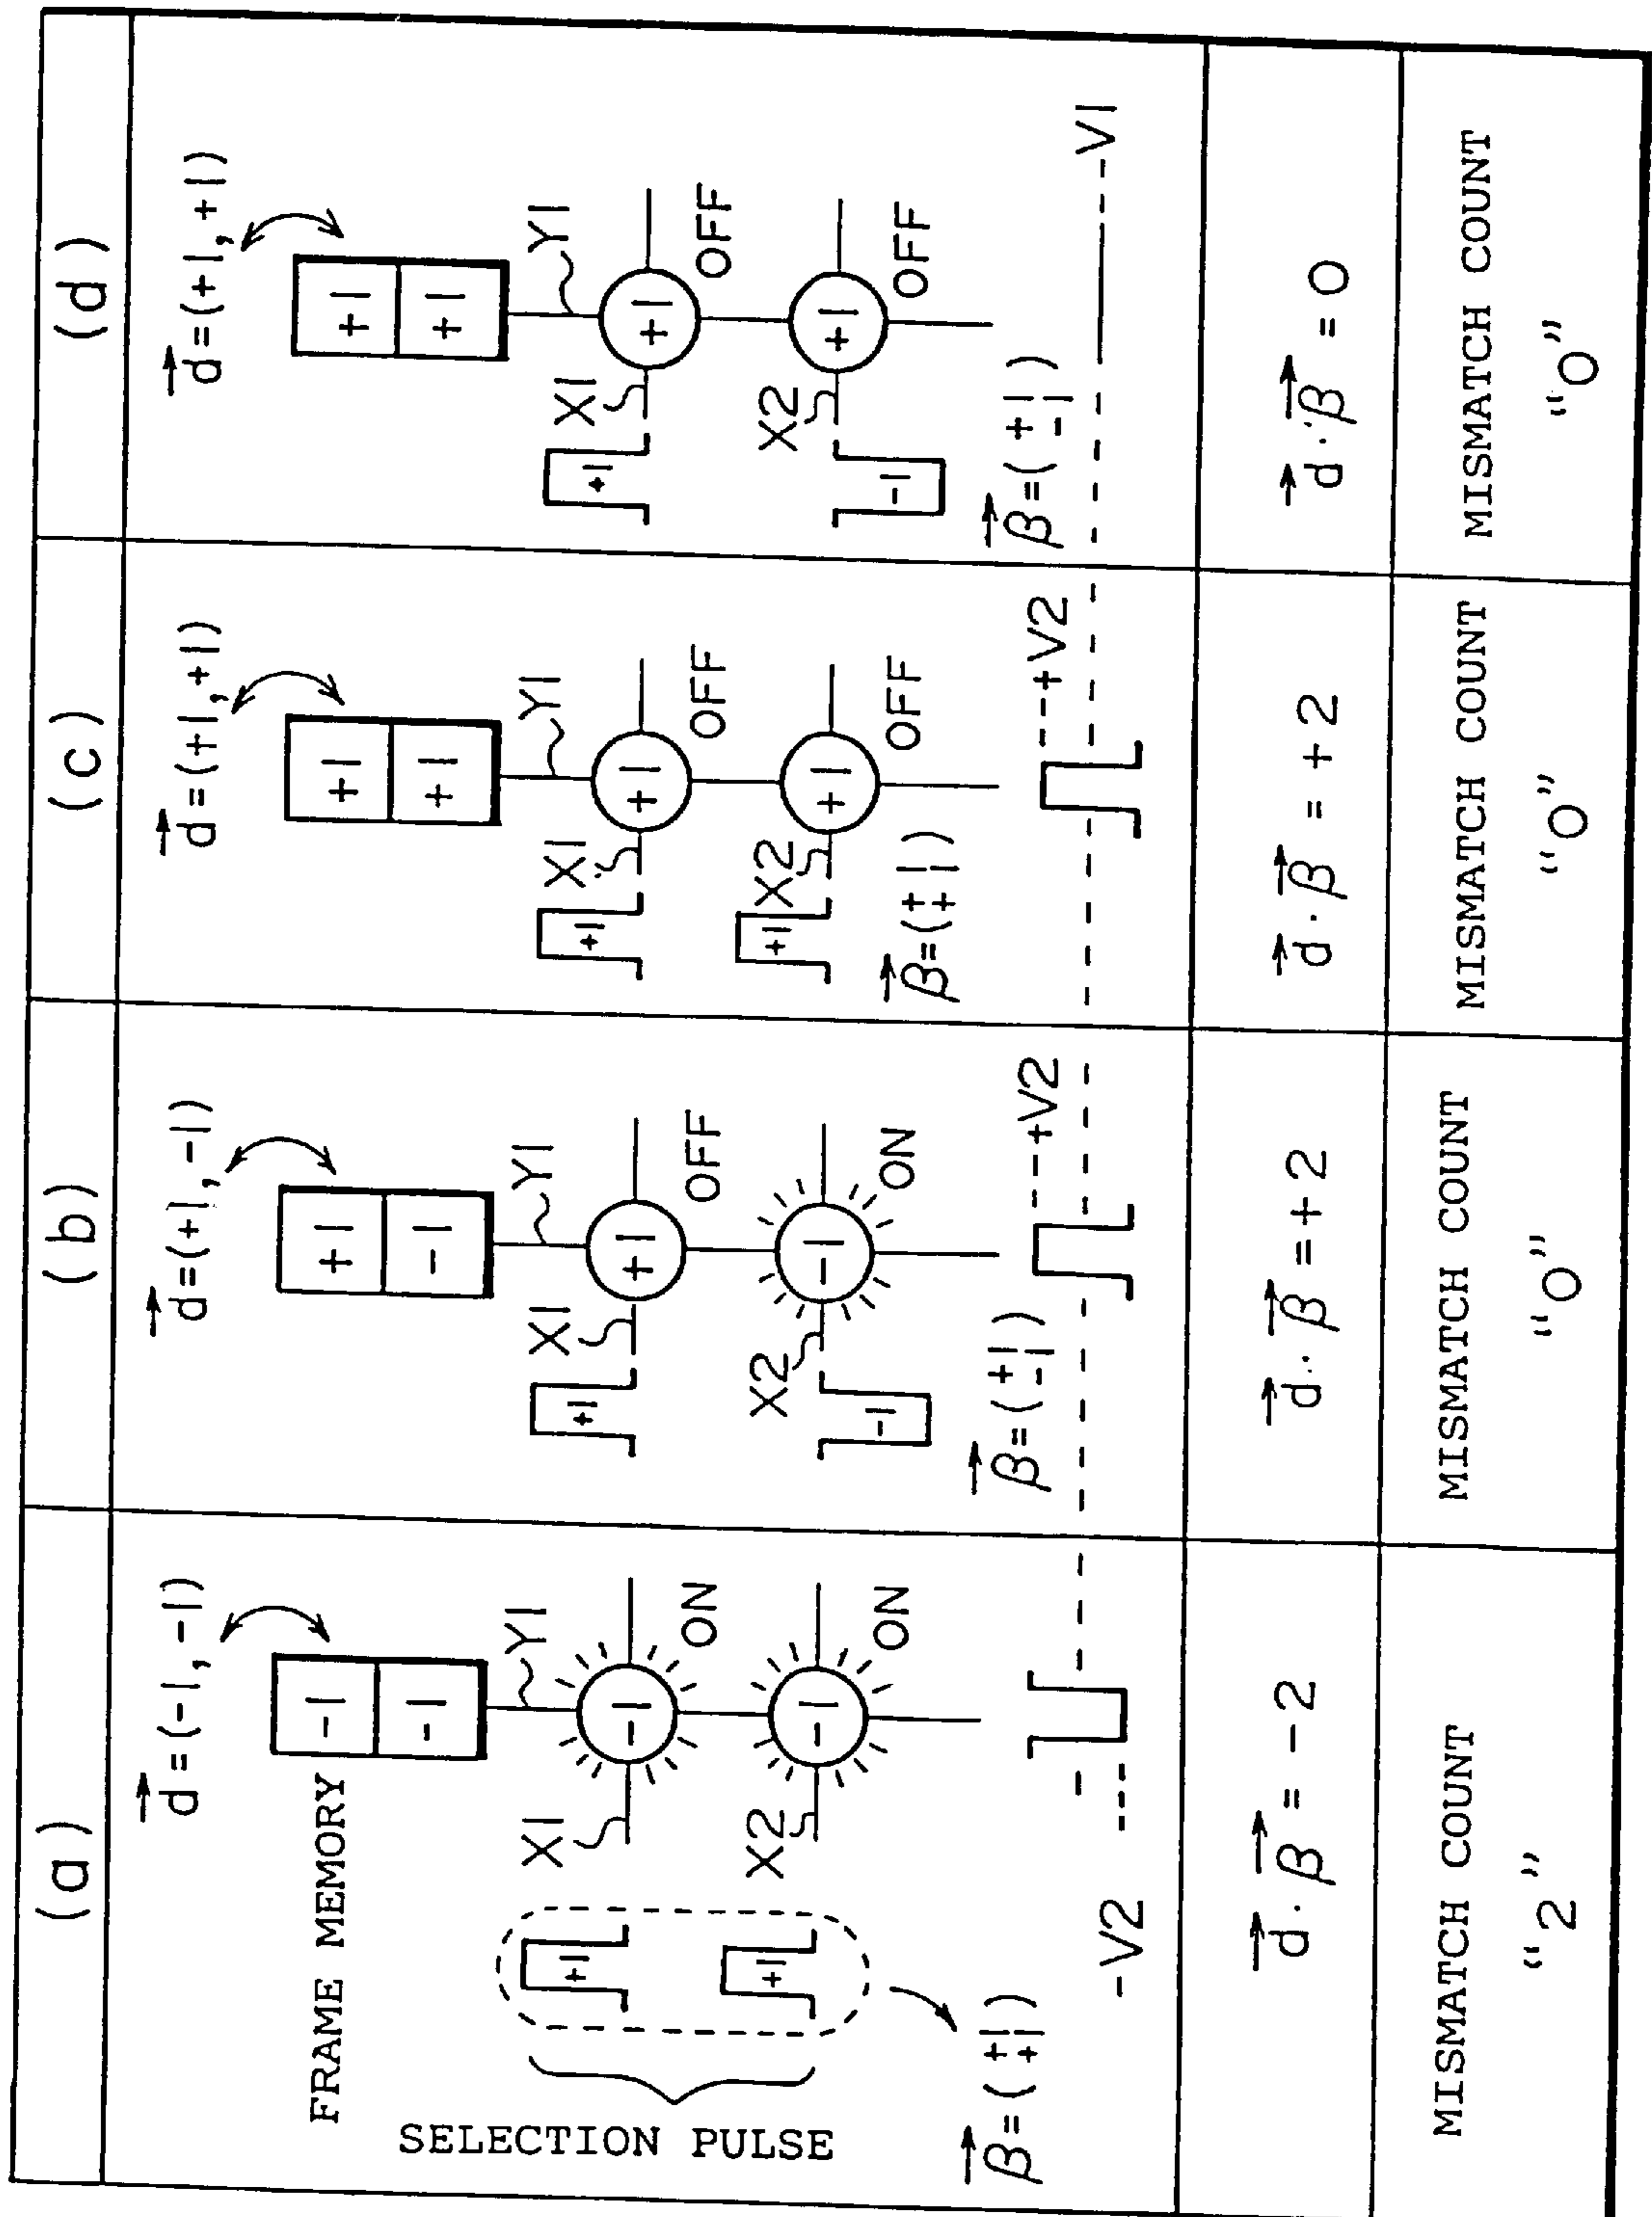 (a)
d=(-1,-1)
FRAME MEMORY
-1
-1
Y1
X1
-1
ON
X2
-1
ON
+1
+1
SELECTION PULSE
β=(+1
+1)
-V2
d·β=-2
MISMATCH COUNT
“2”
(b)
d=(+1,-1)
+1
-1
Y1
X1
+1
+1
OFF
X2
-1
-1
ON
β=(+1
-1)
+V2
d·β=+2
MISMATCH COUNT
“0”
(c)
d=(+1,+1)
+1
+1
Y1
X1
+1
+1
OFF
X2
+1
+1
OFF
β=(+1
+1)
+V2
d·β=+2
MISMATCH COUNT
“0”
(d)
d=(+1,+1)
+1
+1
Y1
X1
+1
+1
OFF
X2
-1
+1
OFF
β=(+1
-1)
V1
d·β=0
MISMATCH COUNT
“0”